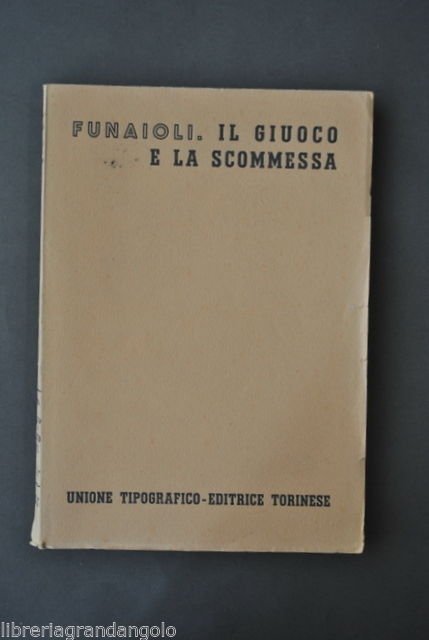 FUNAIOLI. IL GIUOCO
E LA SCOMMESSA
UNIONE TIPOGRAFICO-EDITRICE TORINESE
libreriagrandangolo